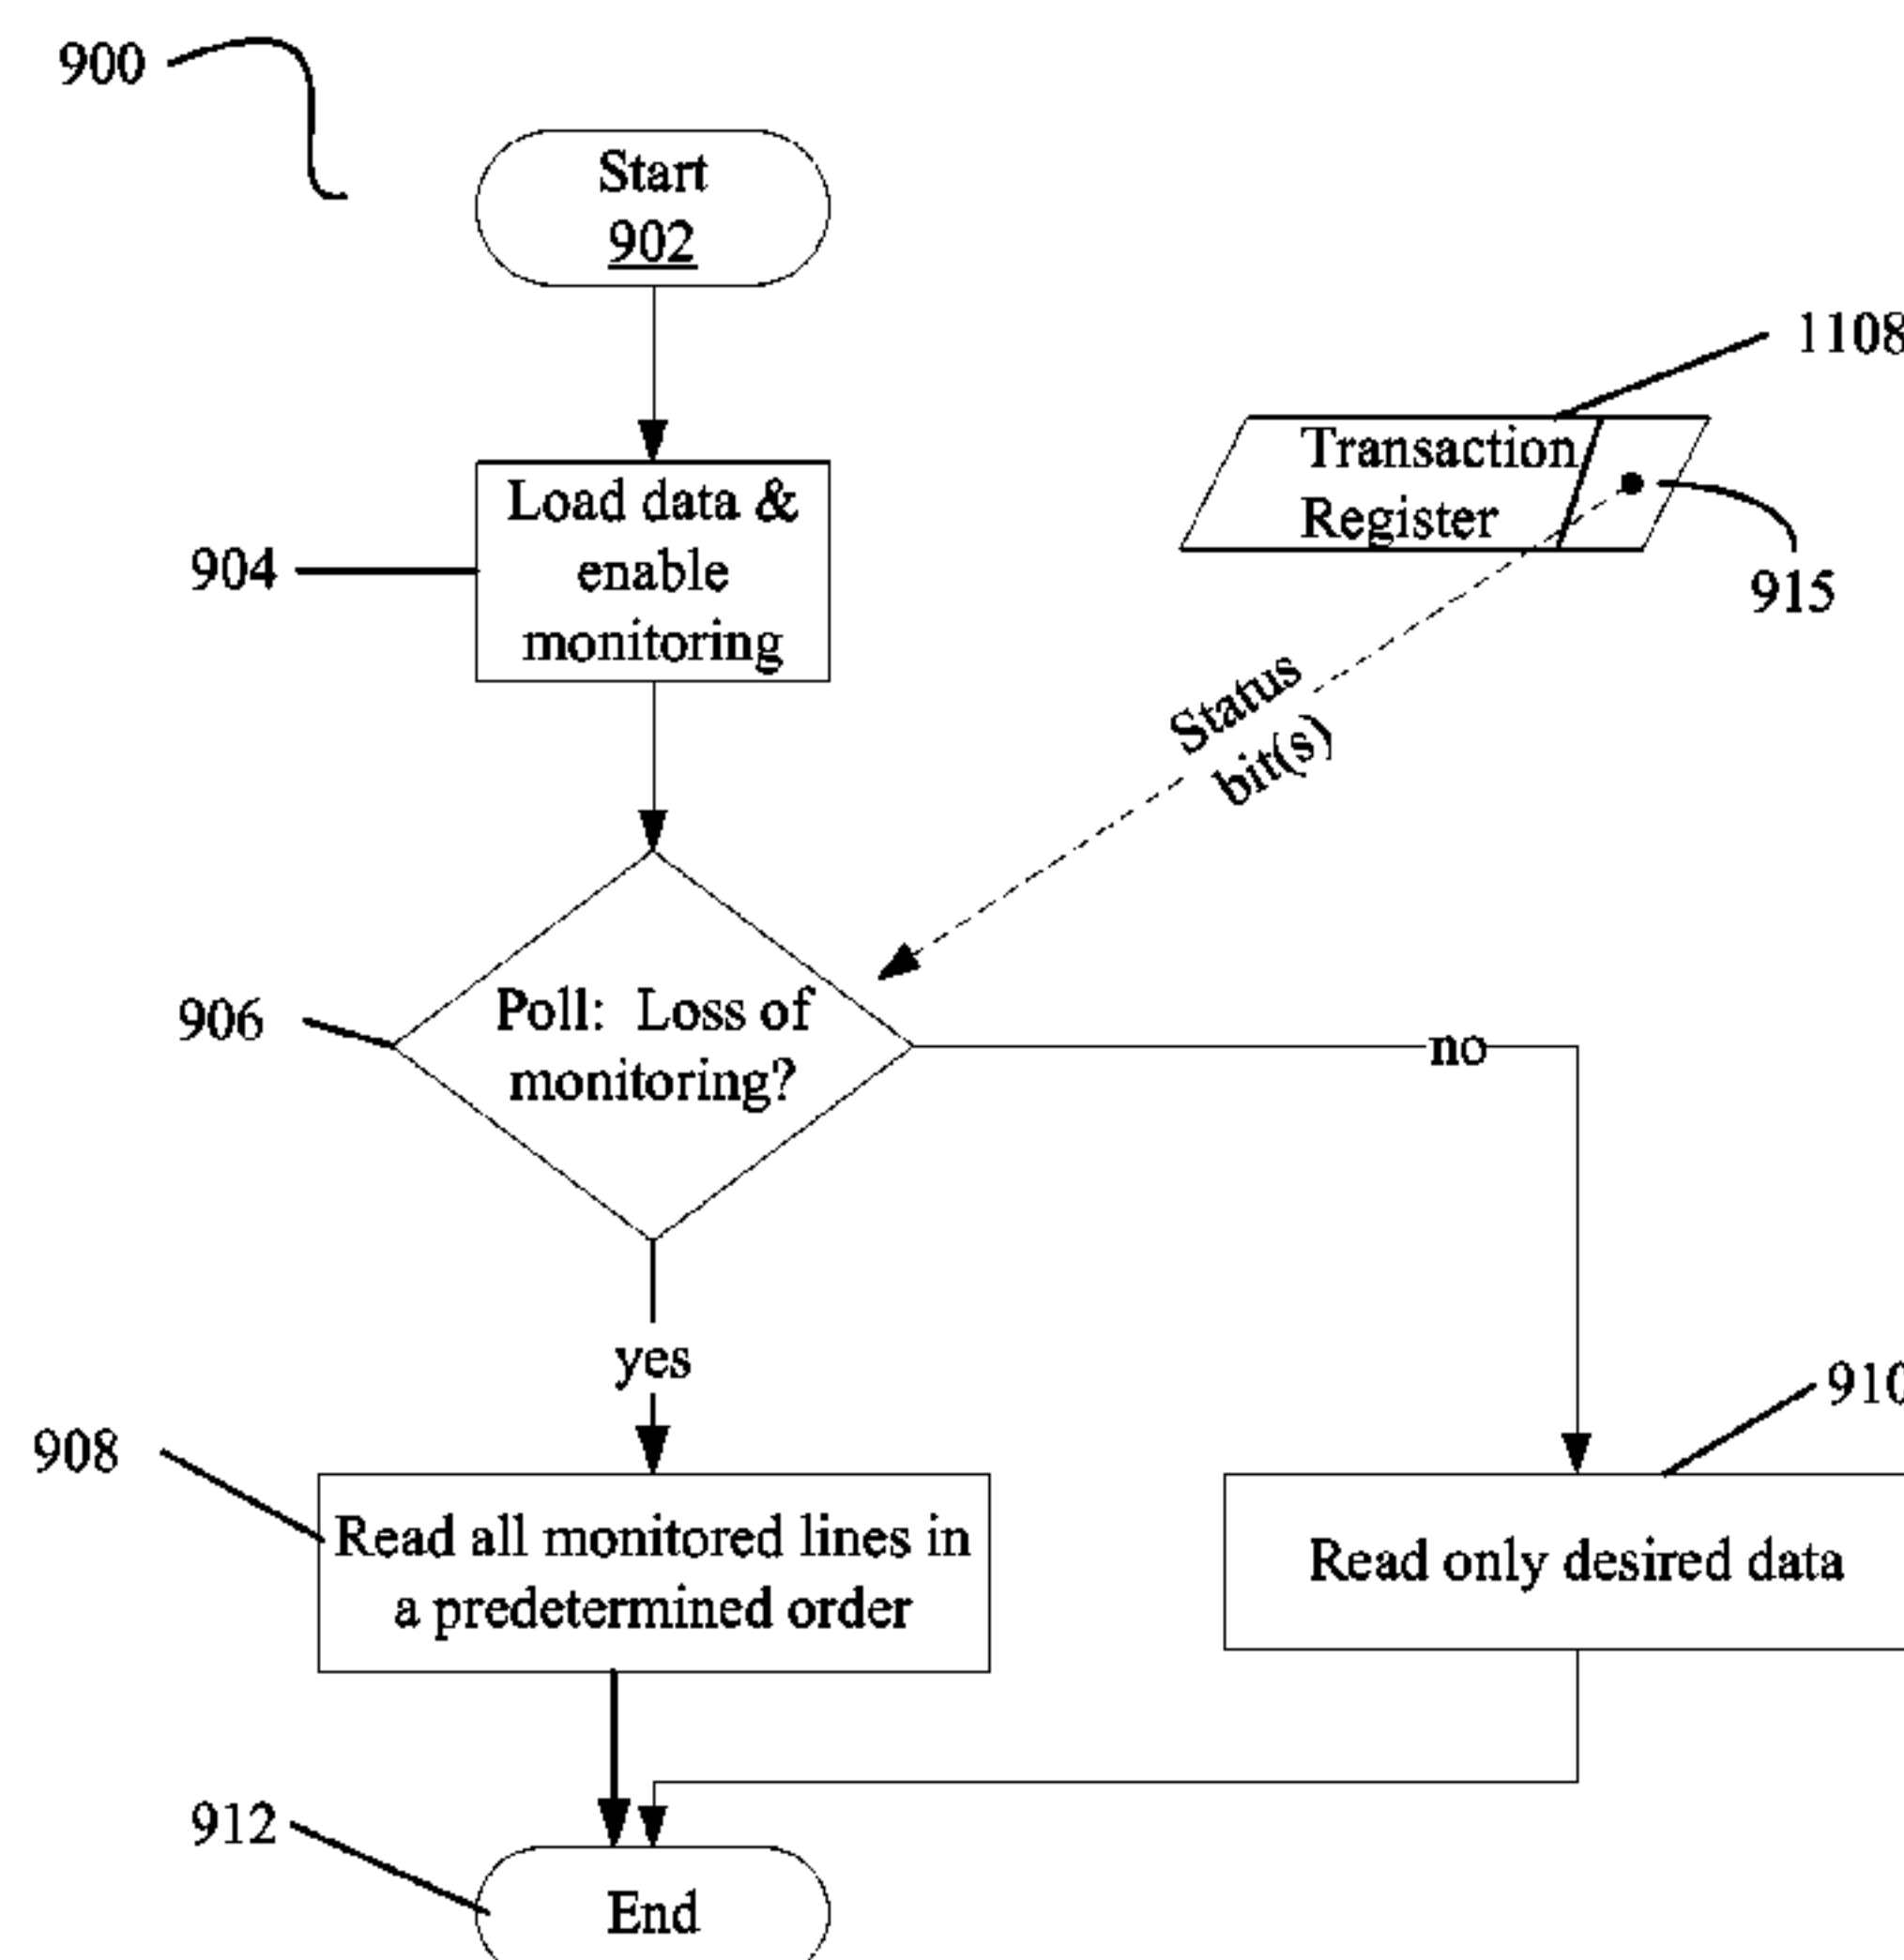 900
Start
902
1108
Transaction
Register
Load data &
enable
monitoring
904
915
Status
bit(s)
Poll: Loss of
monitoring?
906
no
yes
910
908
Read all monitored lines in
a predetermined order
Read only desired data
912
End